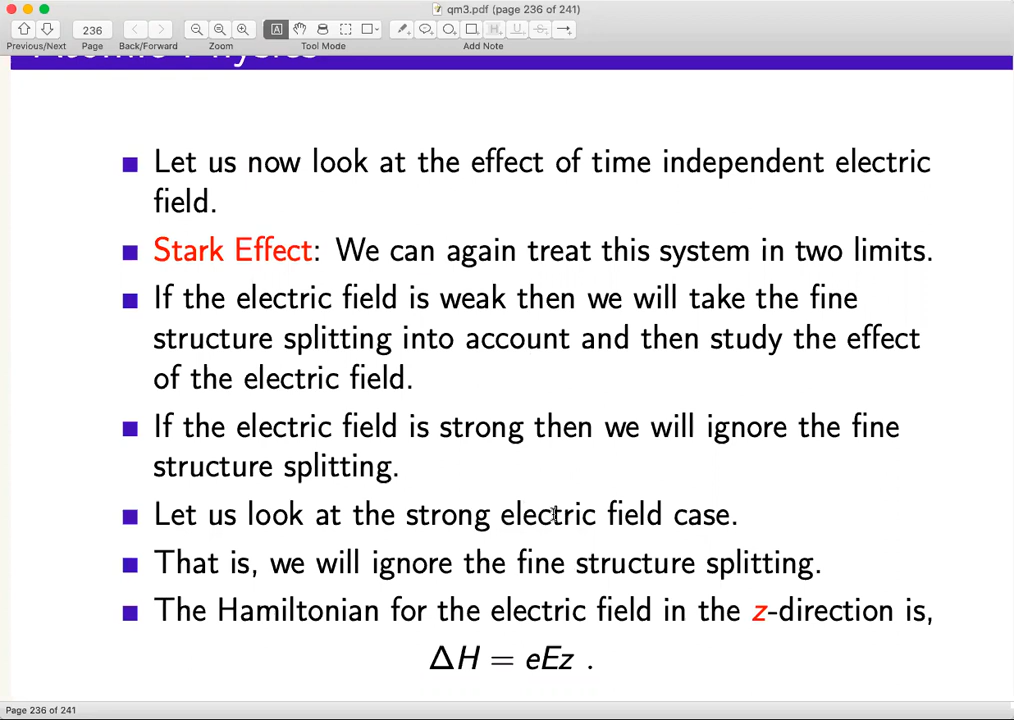 qm3.pdf (page 236 of 241)
236
Previous/Next Page Back/Forward Zoom Tool Mode Add Note
Atomic Physics
Let us now look at the effect of time independent electric
field.
Stark Effect: We can again treat this system in two limits.
If the electric field is weak then we will take the fine
structure splitting into account and then study the effect
of the electric field.
If the electric field is strong then we will ignore the fine
structure splitting.
Let us look at the strong electric field case.
That is, we will ignore the fine structure splitting.
The Hamiltonian for the electric field in the z-direction is,
ΔH = eEz .
Page 236 of 241